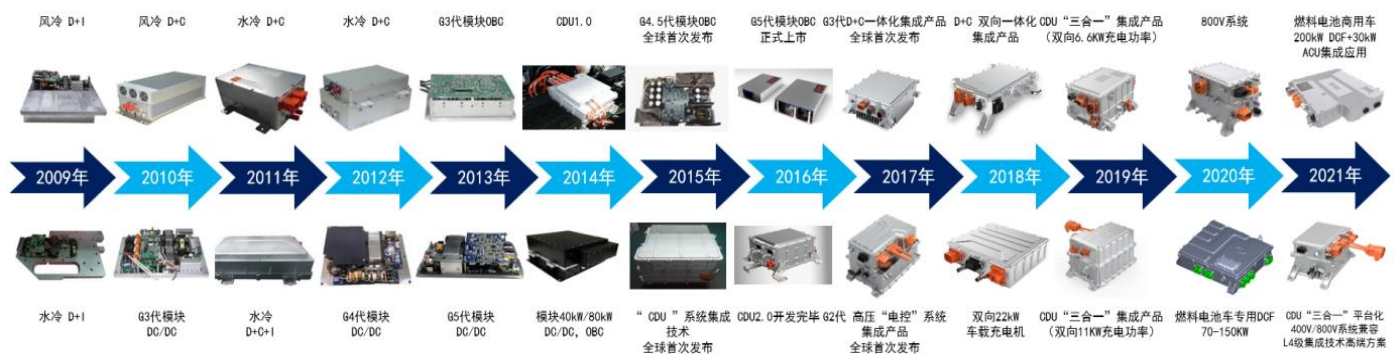 风冷 D+I
风冷 D+C
水冷 D+C
水冷 D+C
G3代模块OBC
CDU1.0
G4.5代模块OBC
全球首次发布
G5代模块OBC
正式上市
G3代D+C一体化集成产品
全球首次发布
D+C 双向一体化
集成产品
CDU“三合一”集成产品
(双向6.6KW充电功率)
800V系统
燃料电池商用车
200kW DCF+30kW
ACU集成应用
2009年
2010年
2011年
2012年
2013年
2014年
2015年
2016年
2017年
2018年
2019年
2020年
2021年
水冷 D+I
G3代模块
DC/DC
水冷
D+C+I
G4代模块
DC/DC
G5代模块
DC/DC
模块40kW/80kW
DC/DC, OBC
“ CDU ”系统集成
技术
全球首次发布
CDU2.0开发完毕
G2代 高压“电控”系统
集成产品
全球首次发布
双向22kW
车载充电机
CDU“三合一”集成产品
(双向11KW充电功率)
燃料电池车专用DCF
70-150KW
CDU“三合一”平台化
400V/800V系统兼容
L4级集成技术高端方案